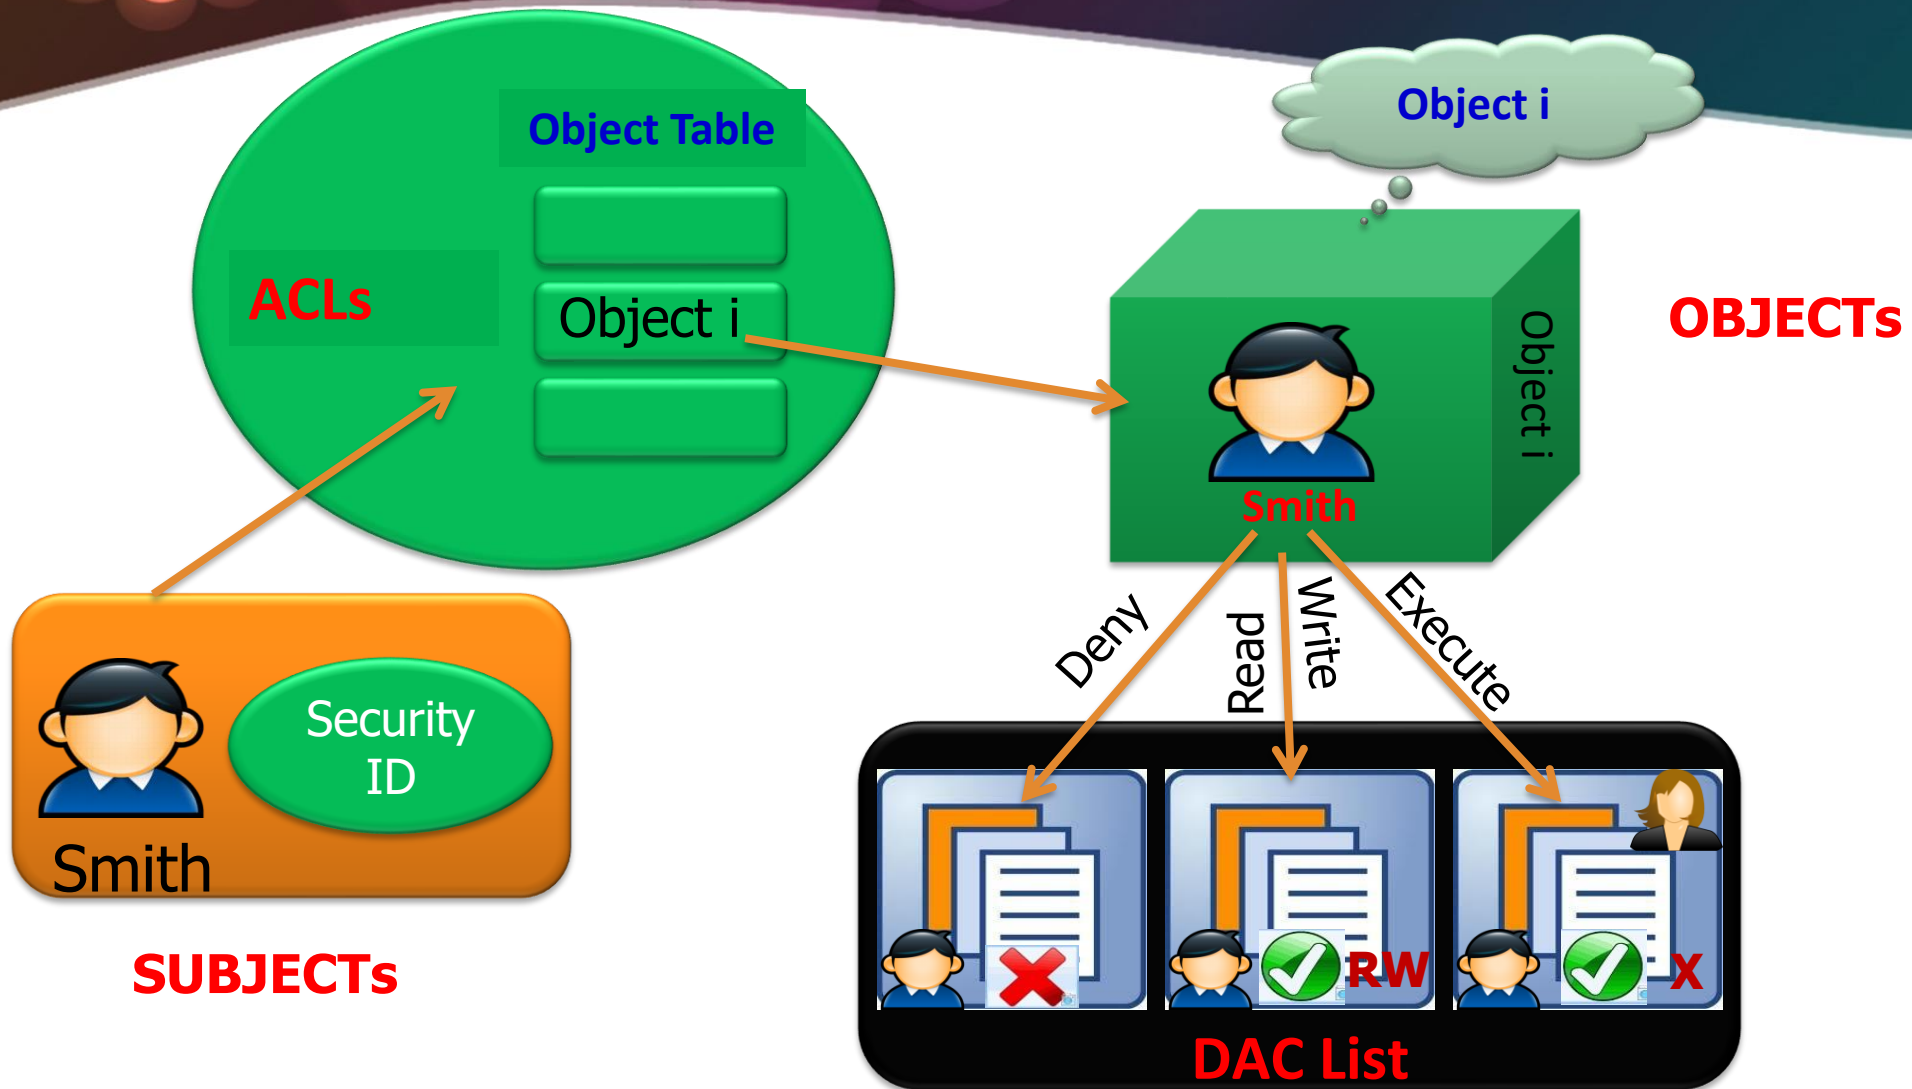 Object Table
Object i
ACLs
Object i
Object i
OBJECTs
Smith
Security
ID
Smith
Deny
Read
Write
Execute
SUBJECTs
RW
X
DAC List